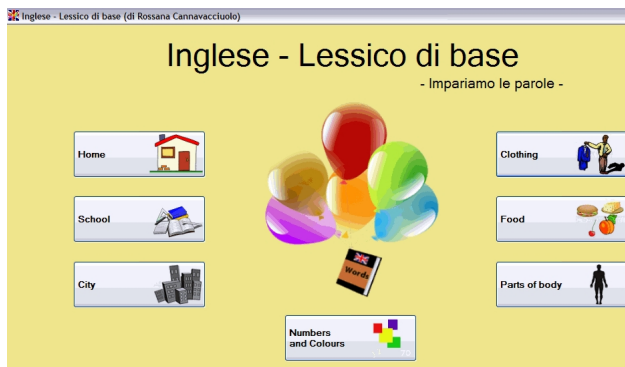 Inglese - Lessico di base (di Rossana Cannavacciuolo)
Inglese - Lessico di base
- Impariamo le parole -
Home
School
City
Words
Clothing
Food
Parts of body
Numbers
and Colours